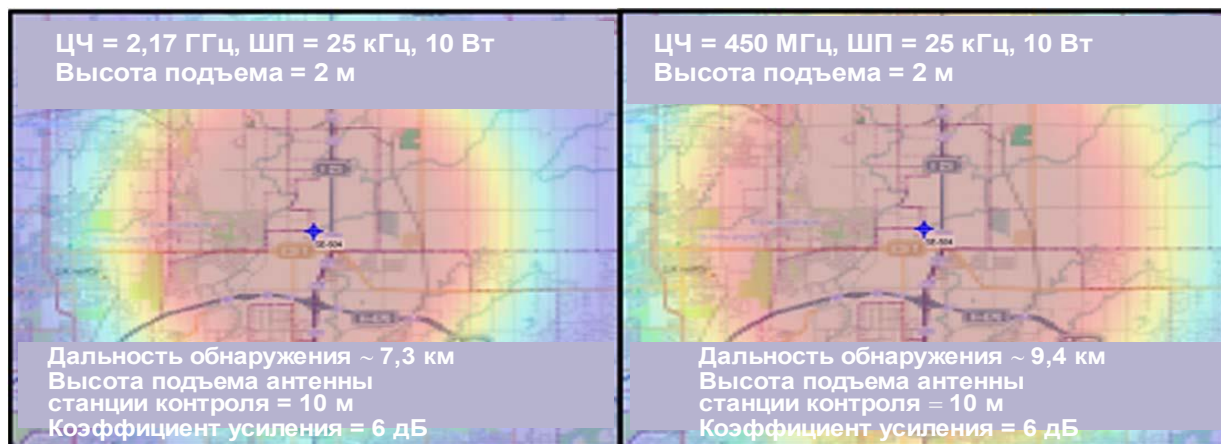 ЦЧ = 2,17 ГГц, ШП = 25 кГц, 10 Вт
Высота подъема = 2 м
Дальность обнаружения ~ 7,3 км
Высота подъема антенны
станции контроля = 10 м
Коэффициент усиления = 6 дБ
ЦЧ = 450 МГц, ШП = 25 кГц, 10 Вт
Высота подъема = 2 м
Дальность обнаружения ~ 9,4 км
Высота подъема антенны
станции контроля = 10 м
Коэффициент усиления = 6 дБ